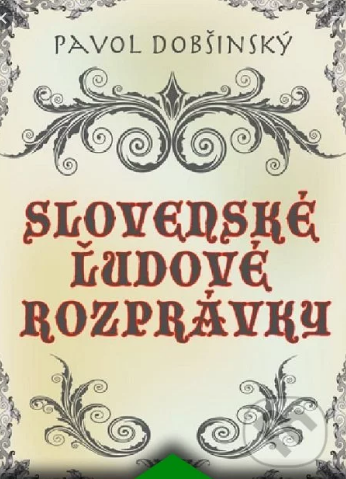 PAVOL DOBŠINSKÝ
SLOVENSKÉ
ĽUDOVÉ
ROZPRÁVKY